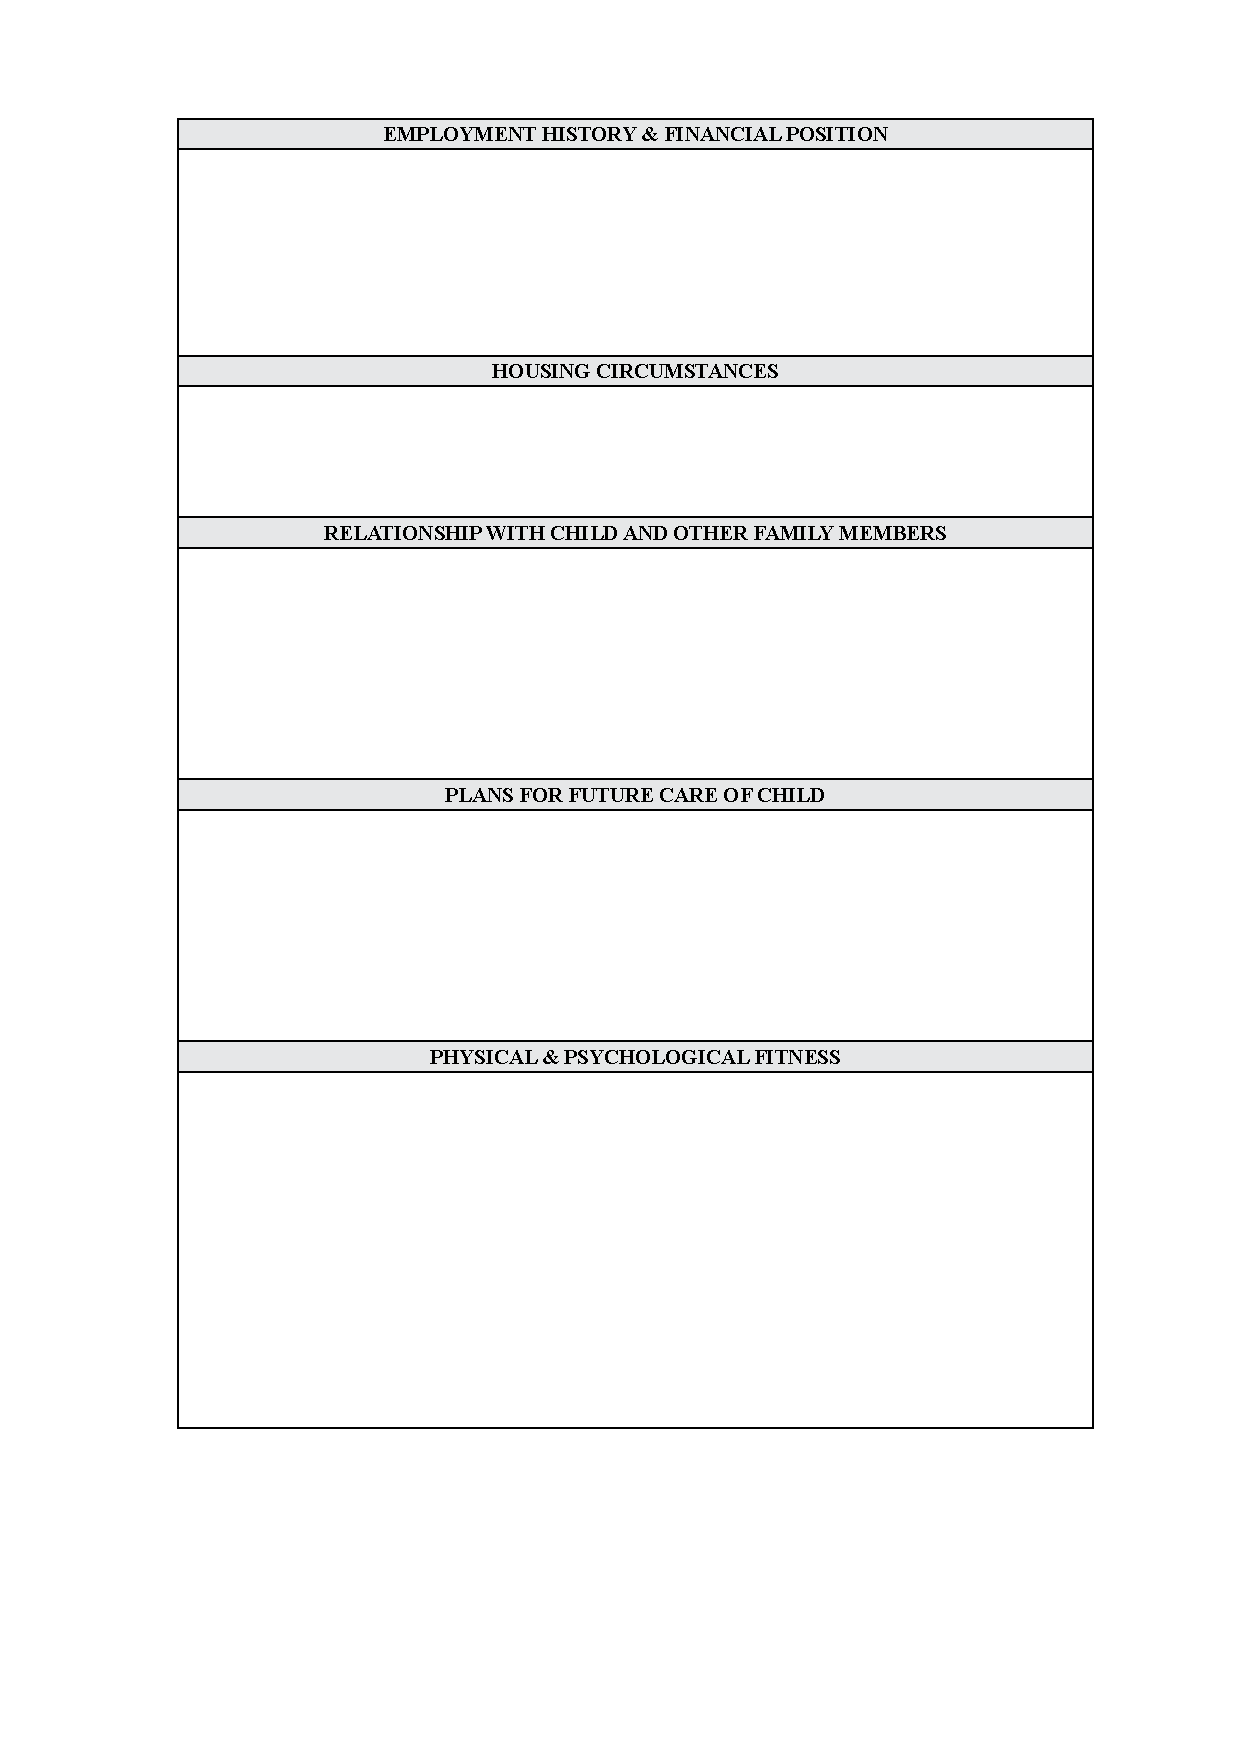 EMPLOYMENT HISTORY & FINANCIAL POSITION
HOUSING CIRCUMSTANCES
RELATIONSHIP WITH CHILD AND OTHER FAMILY MEMBERS
PLANS FOR FUTURE CARE OF CHILD
PHYSICAL & PSYCHOLOGICAL FITNESS